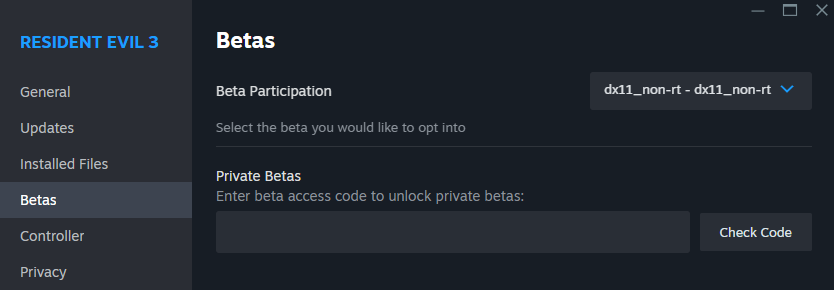 RESIDENT EVIL 3
General
Updates
Installed Files
Betas
Controller
Privacy
Betas
Beta Participation
dx11_non-rt - dx11_non-rt
Select the beta you would like to opt into
Private Betas
Enter beta access code to unlock private betas:
Check Code